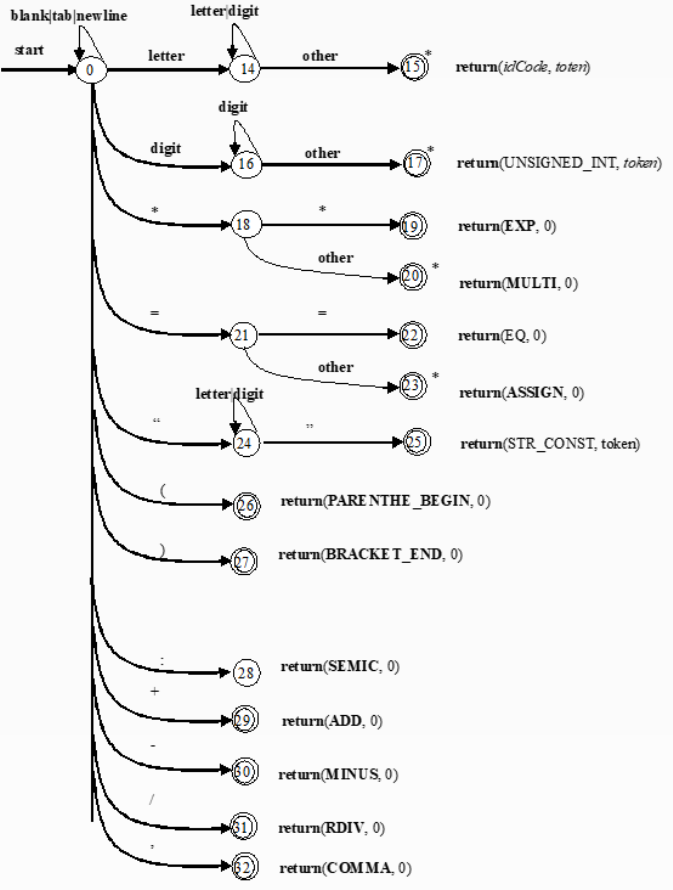 blank|tab|newline
letter|digit
start
0
letter
14
other
15
*
return(idCode, toten)
digit
digit
16
other
17
*
return(UNSIGNED_INT, token)
*
18
*
19
return(EXP, 0)
other
20
*
return(MULTI, 0)
=
21
=
22
return(EQ, 0)
other
23
*
return(ASSIGN, 0)
letter|digit
“
24
”
25
return(STR_CONST, token)
(
26
return(PARENTHE_BEGIN, 0)
)
27
return(BRACKET_END, 0)
:
28
return(SEMIC, 0)
+
29
return(ADD, 0)
-
30
return(MINUS, 0)
/
31
return(RDIV, 0)
,
32
return(COMMA, 0)